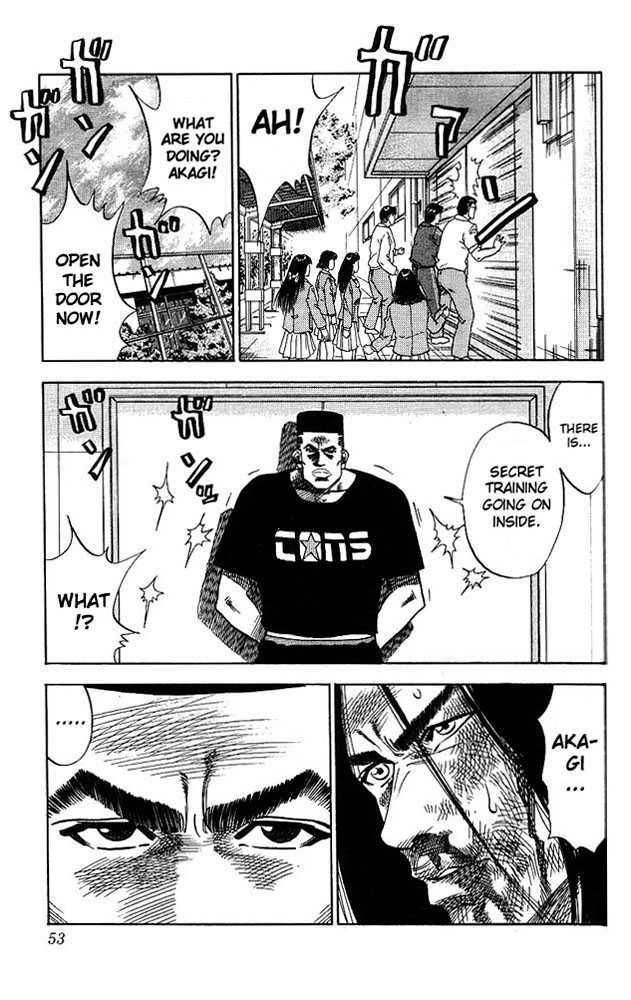 ガン
AH!
ガン
WHAT
ARE YOU
DOING?
AKAGI!
ガン
OPEN
THE
DOOR
NOW!
ガン
THERE
IS...
SECRET
TRAINING
GOING ON
INSIDE.
ガン
CONS
ガン
WHAT
!?
AKA-
GI
...
.....
53